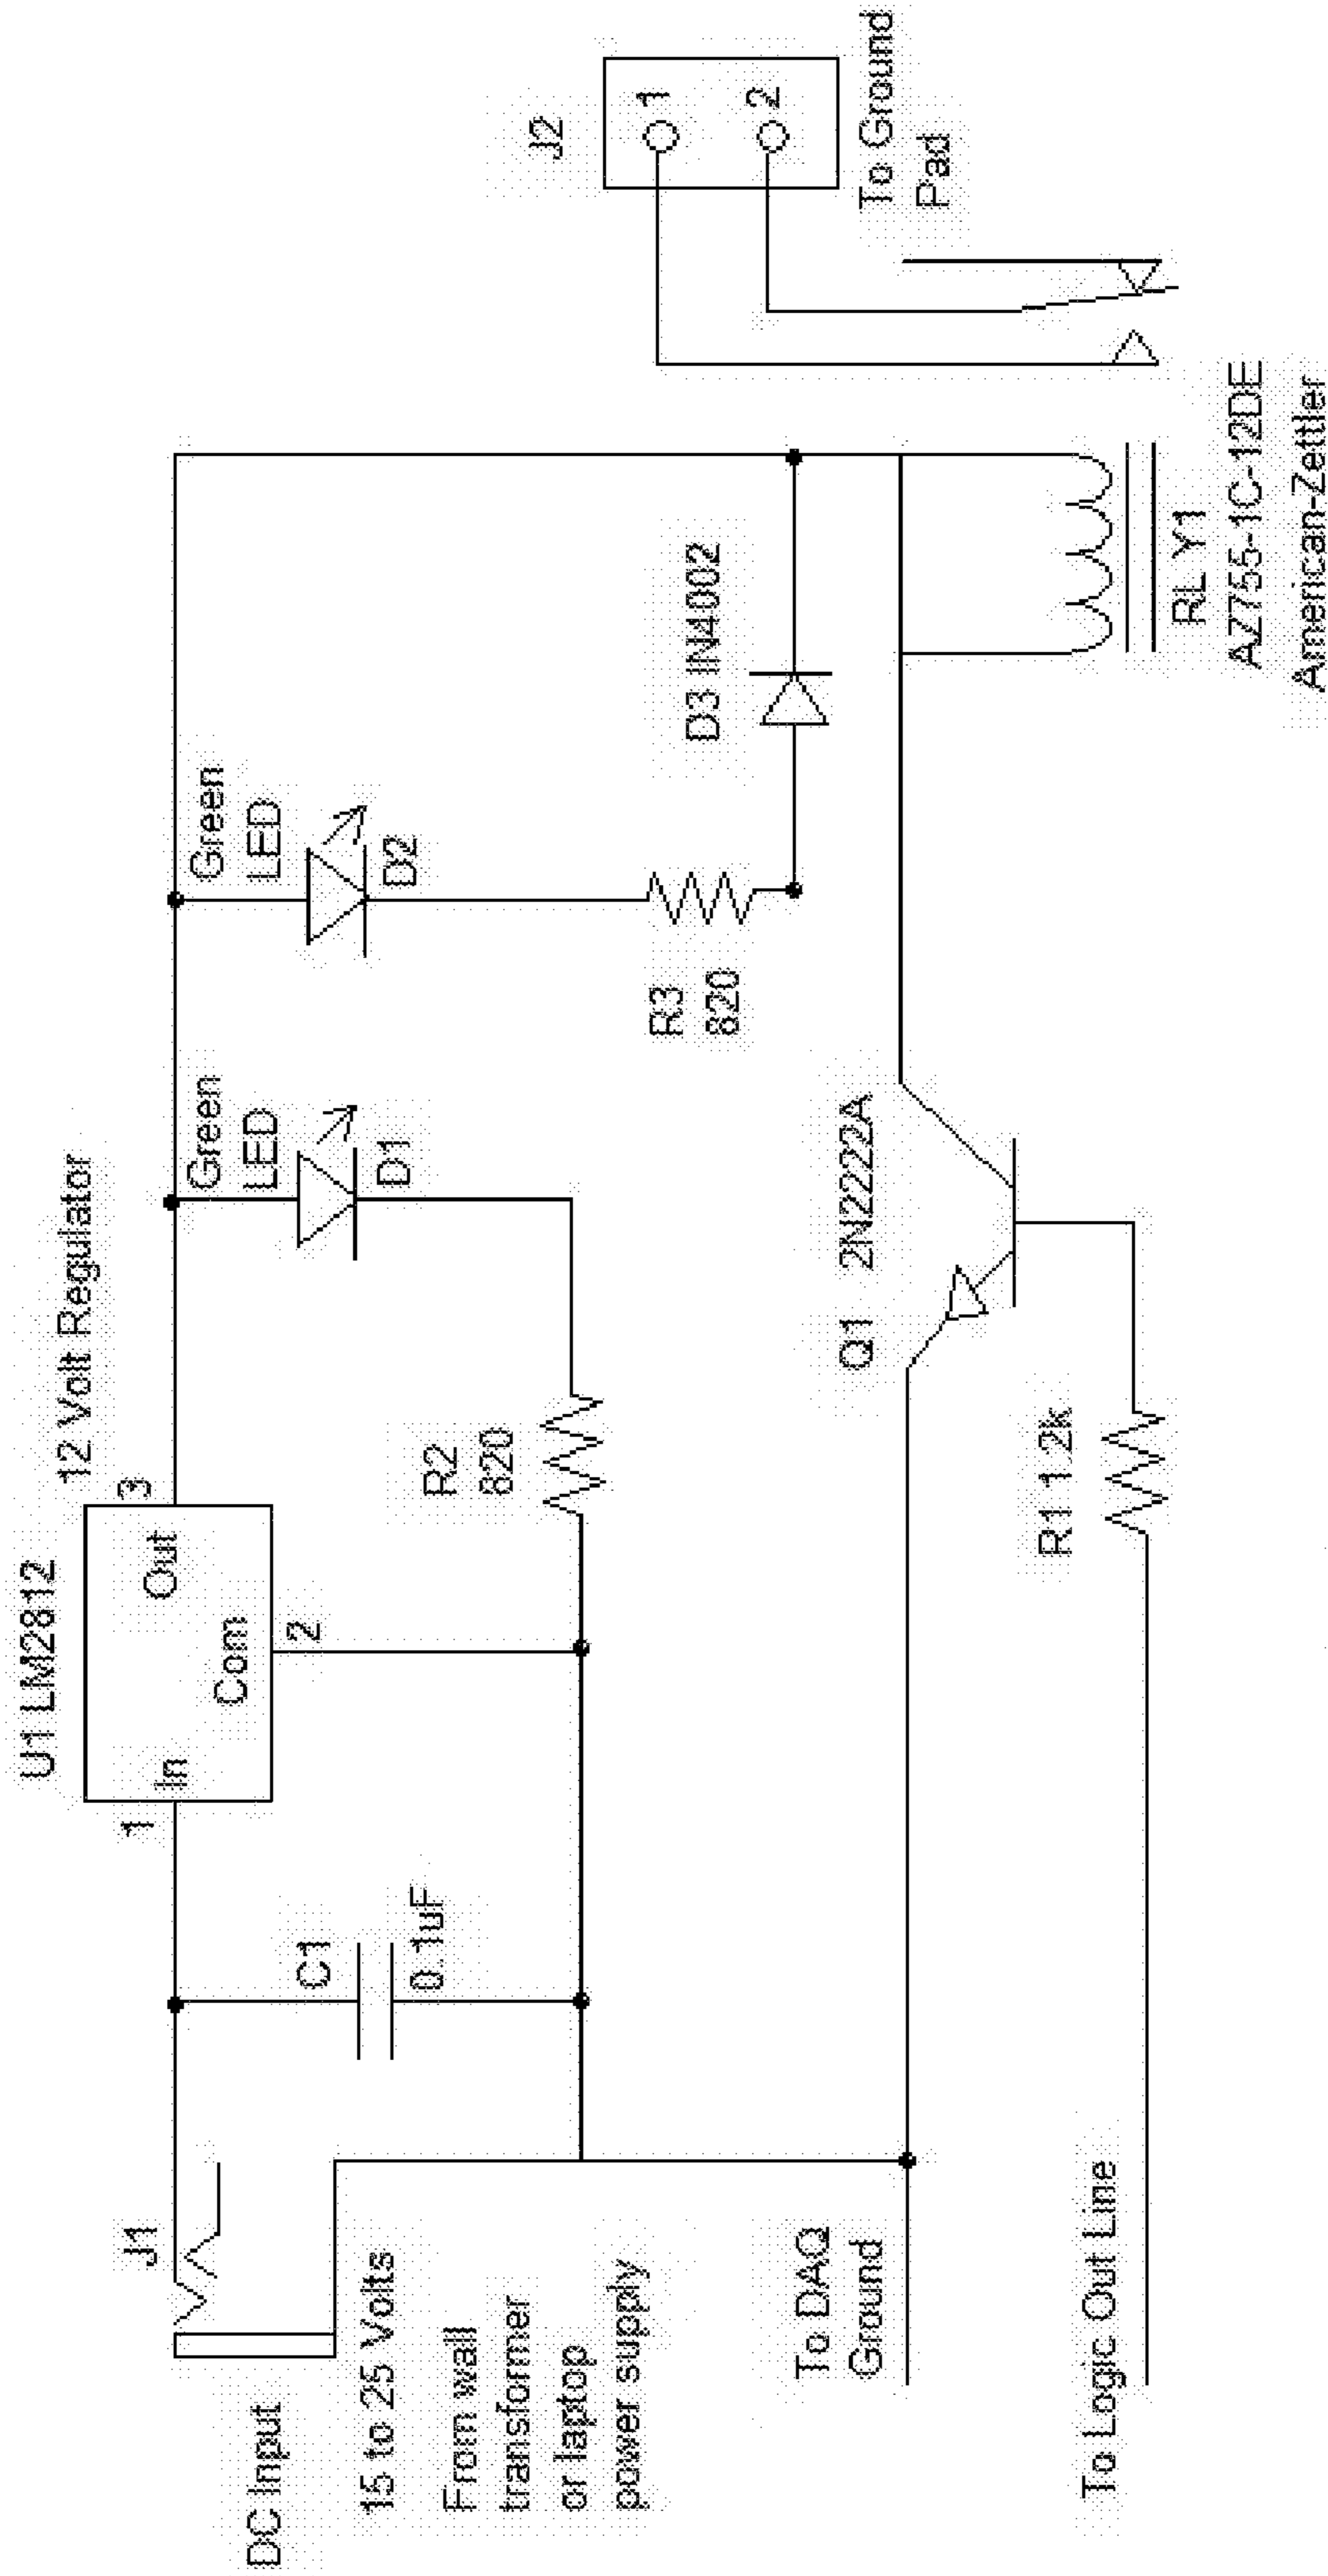 U1 LM2812
12 Volt Regulator
1
In
Out
3
Com
2
J1
DC Input
15 to 25 Volts
From wall
transformer
or laptop
power supply
C1
0.1uF
R2
820
Green
LED
D1
Green
LED
D2
R3
820
D3 IN4002
J2
1
2
To Ground
Pad
To DAQ
Ground
Q1 2N2222A
R1 1.2k
To Logic Out Line
RLY1
AZ755-1C-12DE
American-Zettler